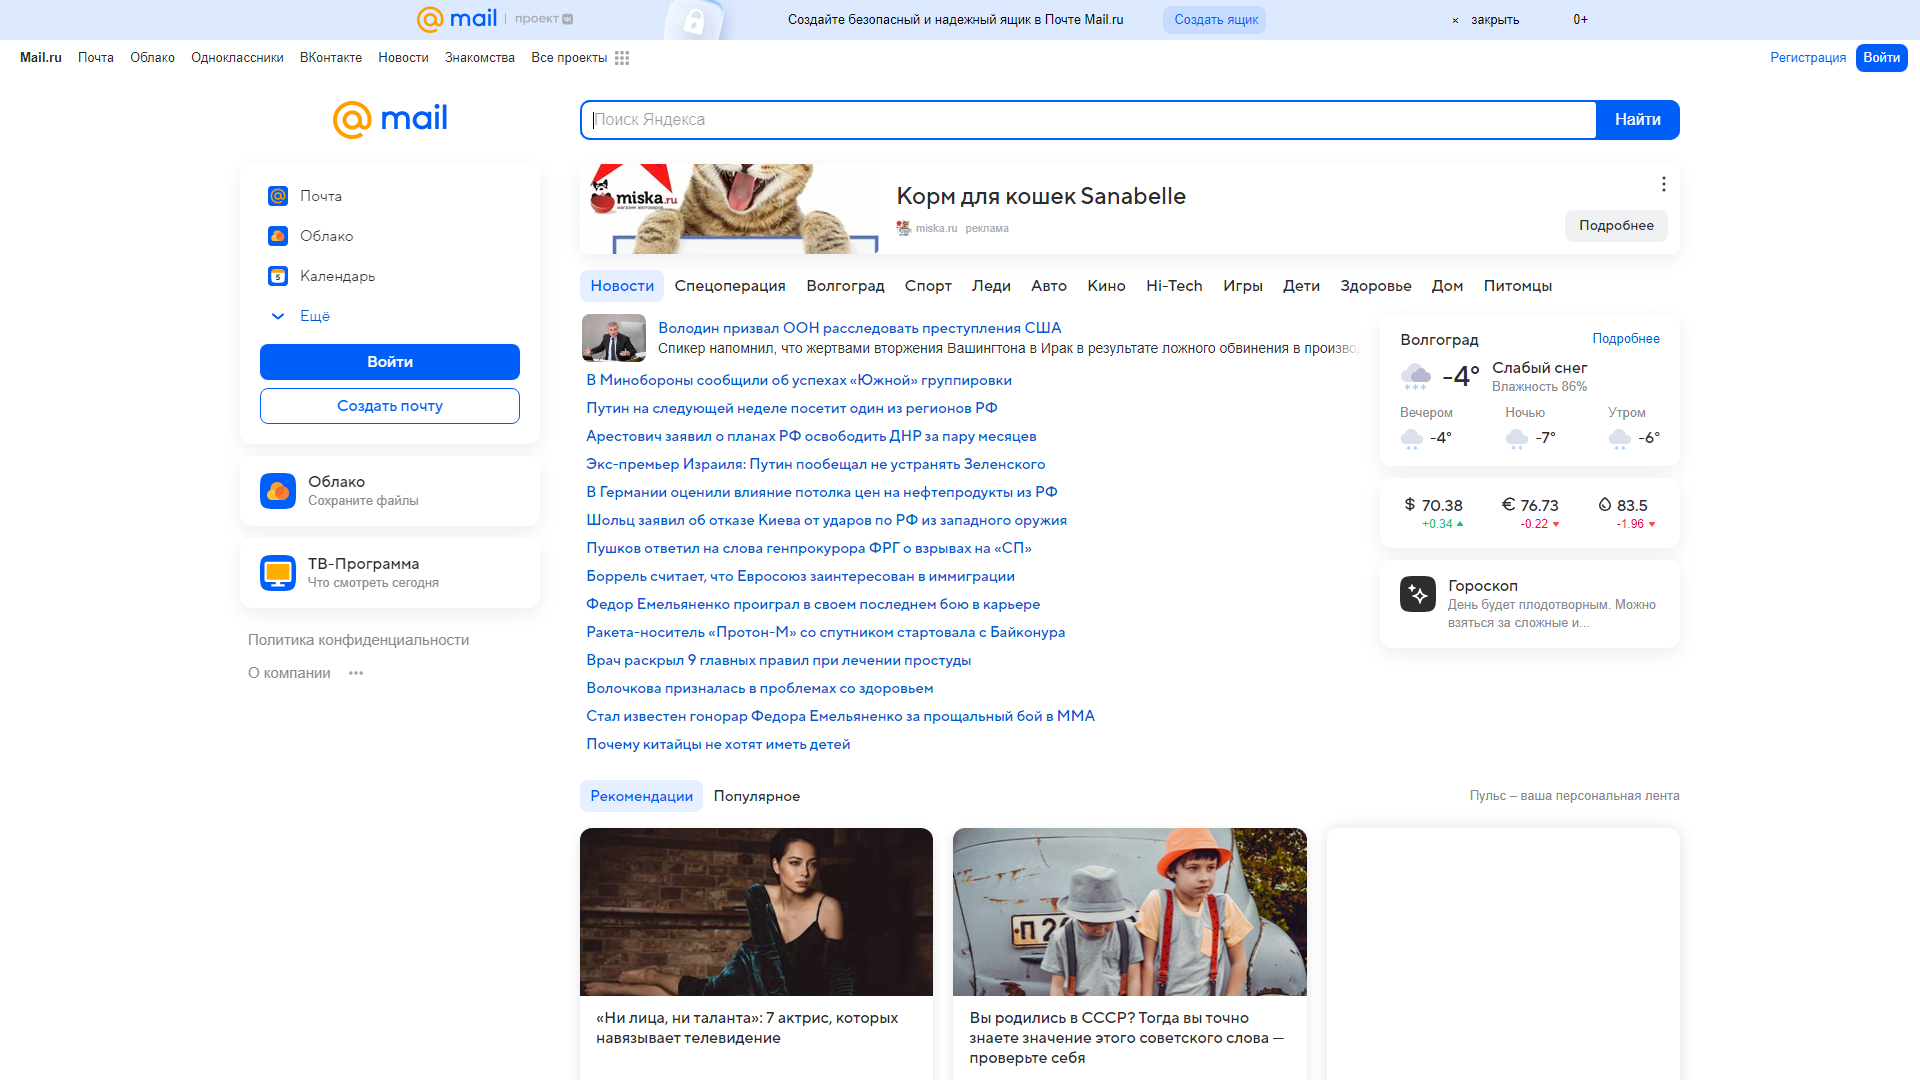 mail | проект
Создайте безопасный и надежный ящик в Почте Mail.ru
Создать ящик
× закрыть
0+
Mail.ru Почта Облако Одноклассники ВКонтакте Новости Знакомства Все проекты
Регистрация Войти
mail
Поиск Яндекса
Найти
Почта
Облако
5 Календарь
Ещё
Войти
Создать почту
Облако
Сохраните файлы
ТВ-Программа
Что смотреть сегодня
Политика конфиденциальности
О компании
miska.ru
Корм для кошек Sanabelle
miska.ru реклама
Подробнее
Новости Спецоперация Волгоград Спорт Леди Авто Кино Hi-Tech Игры Дети Здоровье Дом Питомцы
Володин призвал ООН расследовать преступления США
Спикер напомнил, что жертвами вторжения Вашингтона в Ирак в результате ложного обвинения в производ
В Минобороны сообщили об успехах «Южной» группировки
Путин на следующей неделе посетит один из регионов РФ
Арестович заявил о планах РФ освободить ДНР за пару месяцев
Экс-премьер Израиля: Путин пообещал не устранять Зеленского
В Германии оценили влияние потолка цен на нефтепродукты из РФ
Шольц заявил об отказе Киева от ударов по РФ из западного оружия
Пушков ответил на слова генпрокурора ФРГ о взрывах на «СП»
Боррель считает, что Евросоюз заинтересован в иммиграции
Федор Емельяненко проиграл в своем последнем бою в карьере
Ракета-носитель «Протон-М» со спутником стартовала с Байконура
Врач раскрыл 9 главных правил при лечении простуды
Волочкова призналась в проблемах со здоровьем
Стал известен гонорар Федора Емельяненко за прощальный бой в ММА
Почему китайцы не хотят иметь детей
Волгоград Подробнее
-4° Слабый снег
Влажность 86%
Вечером Ночью Утром
-4° -7° -6°
$ 70.38 € 76.73 83.5
+0.34 -0.22 -1.96
Гороскоп
День будет плодотворным. Можно
взяться за сложные и...
Рекомендации Популярное
Пульс – ваша персональная лента
«Ни лица, ни таланта»: 7 актрис, которых
навязывает телевидение
П 2
Вы родились в СССР? Тогда вы точно
знаете значение этого советского слова —
проверьте себя